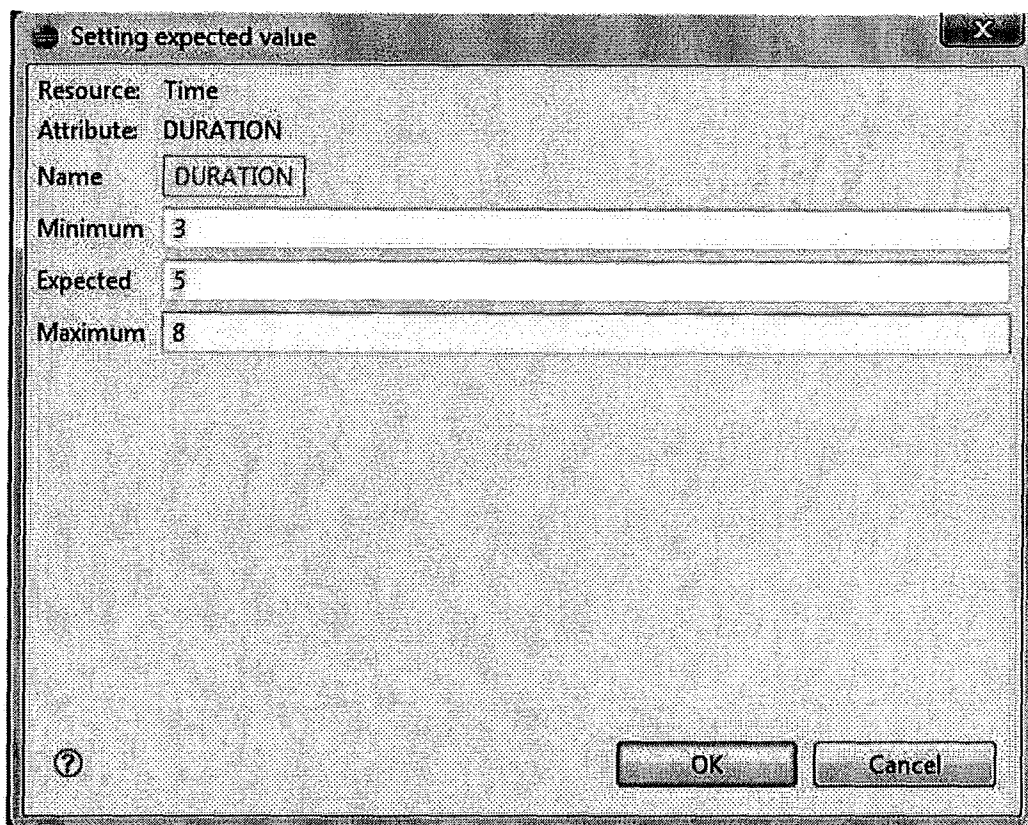 Setting expected value
Resource: Time
Attribute: DURATION
Name DURATION
Minimum 3
Expected 5
Maximum 8
OK Cancel